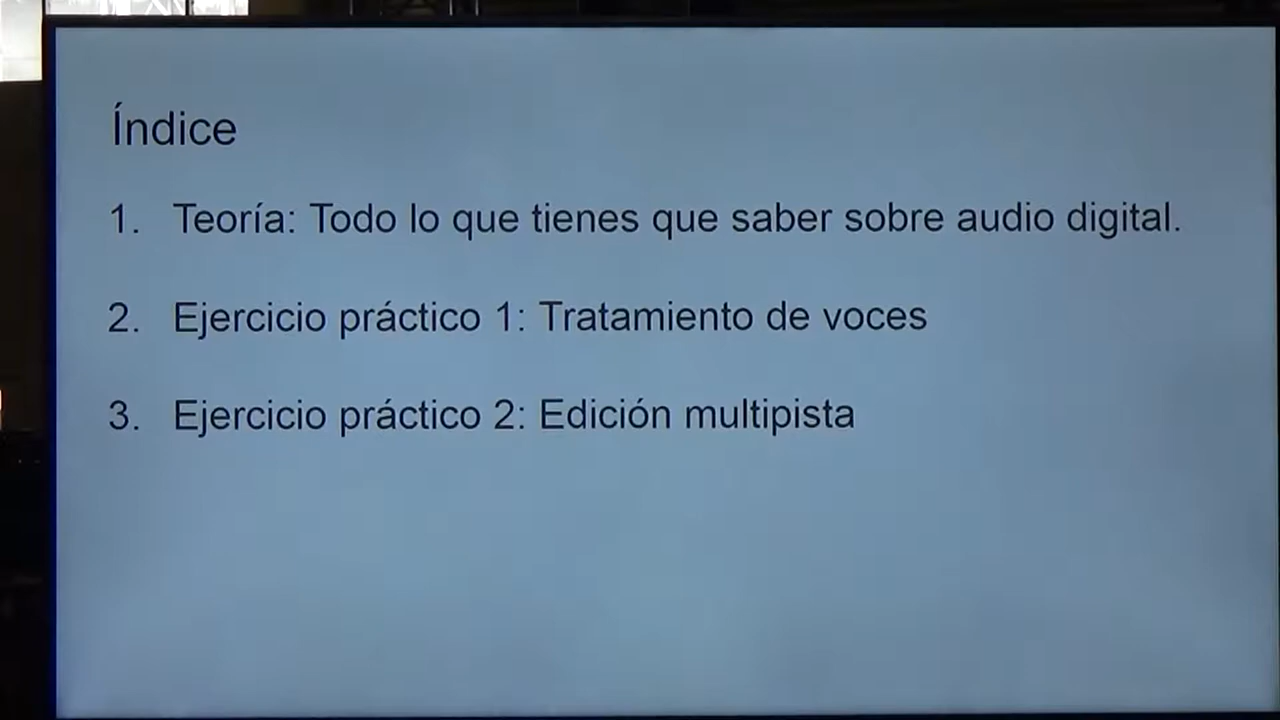 Índice
1. Teoría: Todo lo que tienes que saber sobre audio digital.
2. Ejercicio práctico 1: Tratamiento de voces
3. Ejercicio práctico 2: Edición multipista